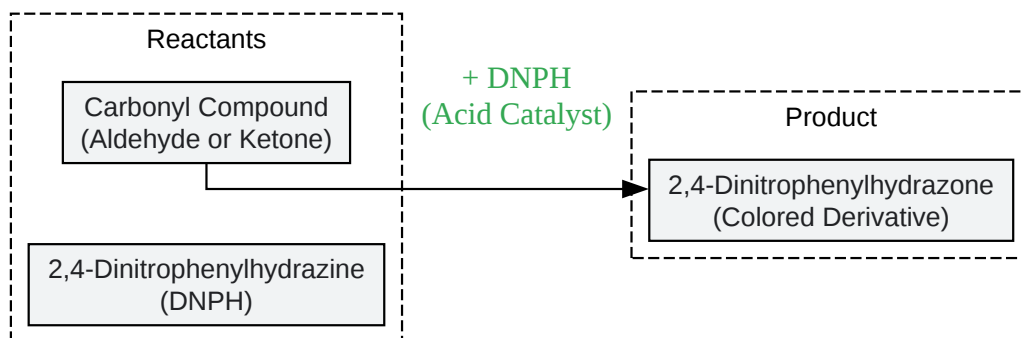 Reactants
Carbonyl Compound
(Aldehyde or Ketone)
2,4-Dinitrophenylhydrazine
(DNPH)
+ DNPH
(Acid Catalyst)
Product
2,4-Dinitrophenylhydrazone
(Colored Derivative)